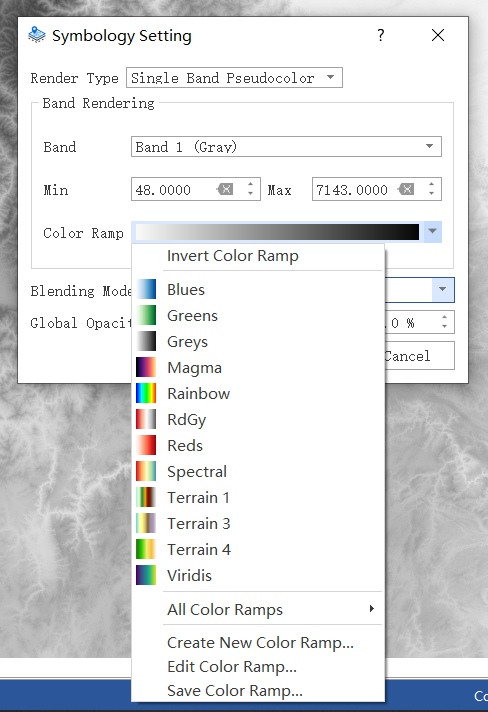 Symbology Setting ?
Render Type Single Band Pseudocolor
Band Rendering
Band Band 1 (Gray)
Min 48.0000 Max 7143.0000
Color Ramp
Invert Color Ramp
Blending Mode
Blues
Global Opacit .0 %
Greens
Greys
Cancel
Magma
Rainbow
RdGy
Reds
Spectral
Terrain 1
Terrain 3
Terrain 4
Viridis
All Color Ramps
Create New Color Ramp...
Edit Color Ramp...
Save Color Ramp...
Co